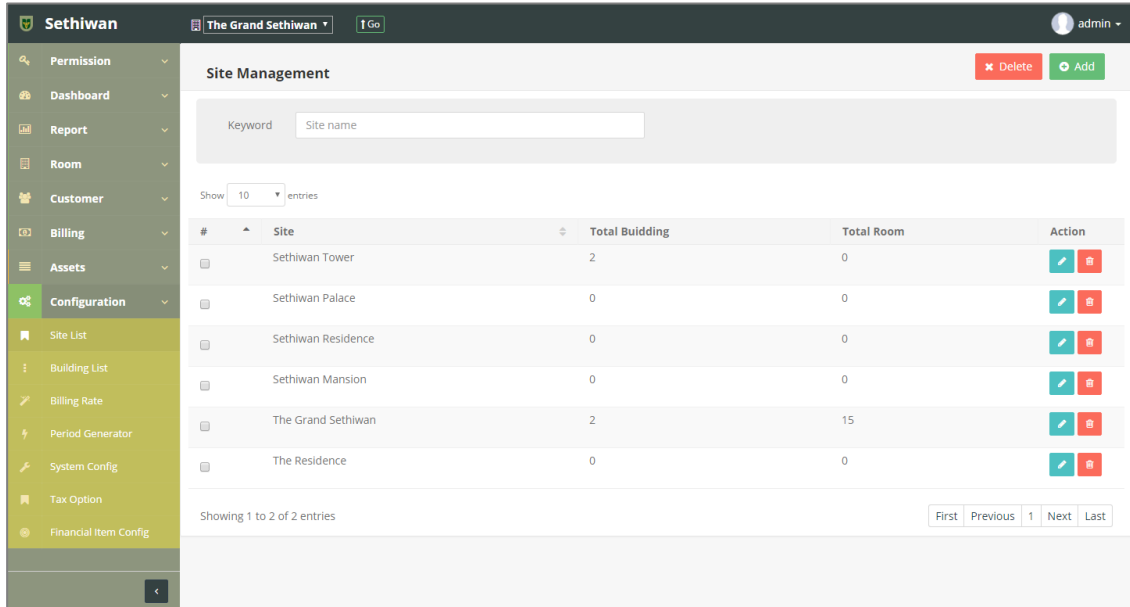 Sethiwan
The Grand Sethiwan
Go
admin
Permission
Dashboard
Report
Room
Customer
Billing
Assets
Configuration
Site List
Building List
Billing Rate
Period Generator
System Config
Tax Option
Financial Item Config
Site Management
Delete
Add
Keyword
Site name
Show 10 entries
# Site Total Buidding Total Room Action
Sethiwan Tower 2 0
Sethiwan Palace 0 0
Sethiwan Residence 0 0
Sethiwan Mansion 0 0
The Grand Sethiwan 2 15
The Residence 0 0
Showing 1 to 2 of 2 entries
First Previous 1 Next Last